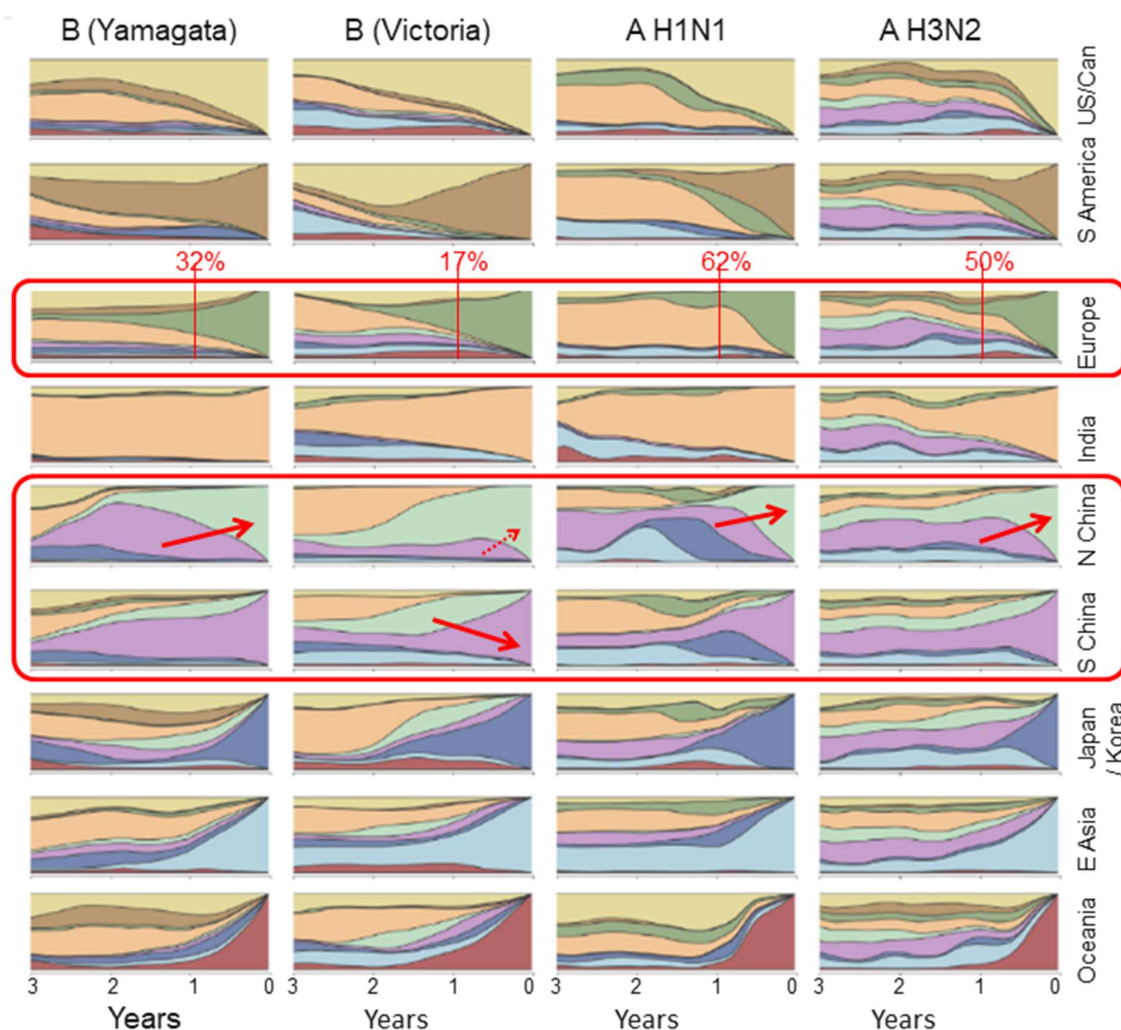 B (Yamagata) B (Victoria) A H1N1 A H3N2
US/Can
S America
32% 17% 62% 50%
Europe
India
N China
S China
Japan
/ Korea
E Asia
Oceania
3 2 1 0 3 2 1 0 3 2 1 0 3 2 1 0
Years Years Years Years